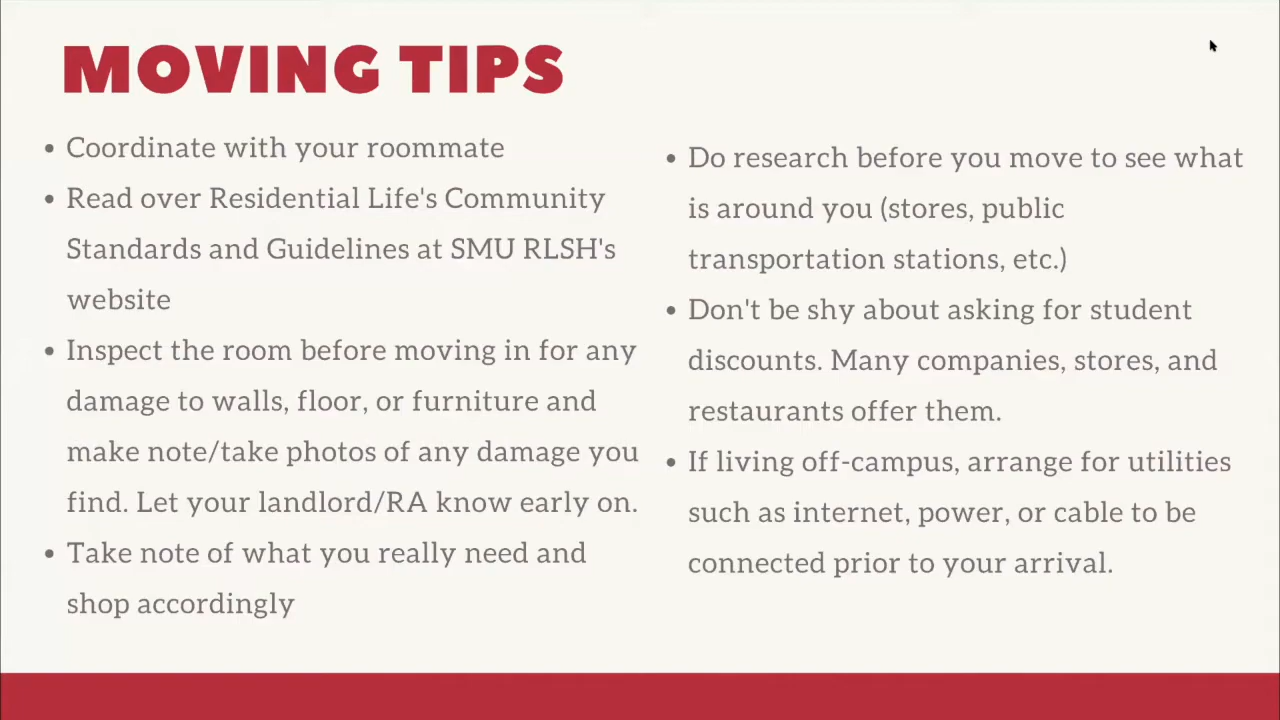 MOVING TIPS
• Coordinate with your roommate
• Read over Residential Life's Community
Standards and Guidelines at SMU RLSH's
website
• Inspect the room before moving in for any
damage to walls, floor, or furniture and
make note/take photos of any damage you
find. Let your landlord/RA know early on.
• Take note of what you really need and
shop accordingly
• Do research before you move to see what
is around you (stores, public
transportation stations, etc.)
• Don't be shy about asking for student
discounts. Many companies, stores, and
restaurants offer them.
• If living off-campus, arrange for utilities
such as internet, power, or cable to be
connected prior to your arrival.